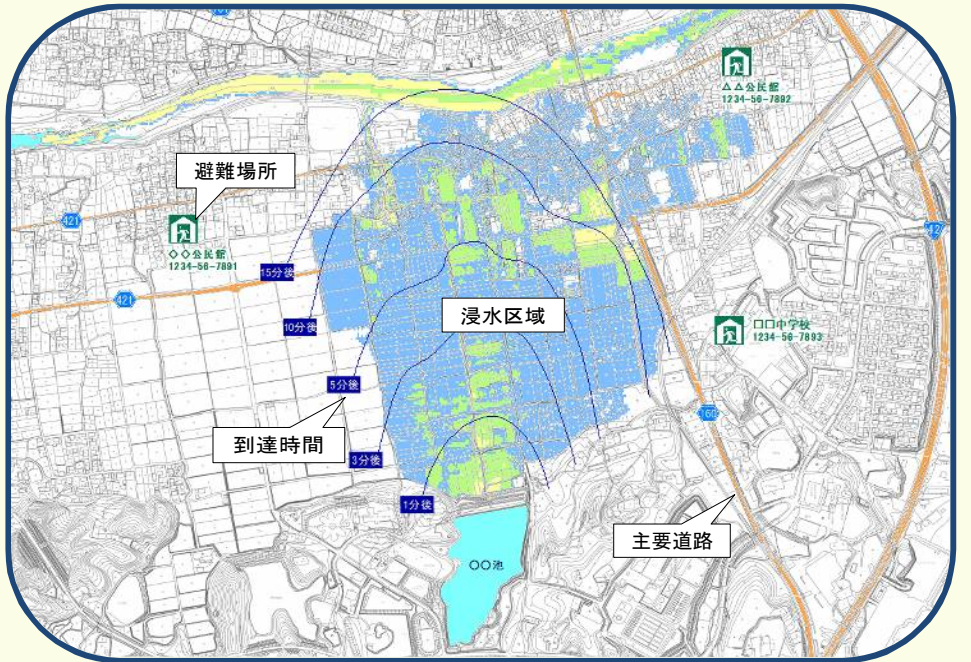 △△公民館
1234-56-7892
避難場所
421
◇◇公民館
1234-56-7891
42
15分後
421
浸水区域
10分後
□□中学校
1234-56-7893
5分後
160
到達時間
3分後
1分後
主要道路
〇〇池